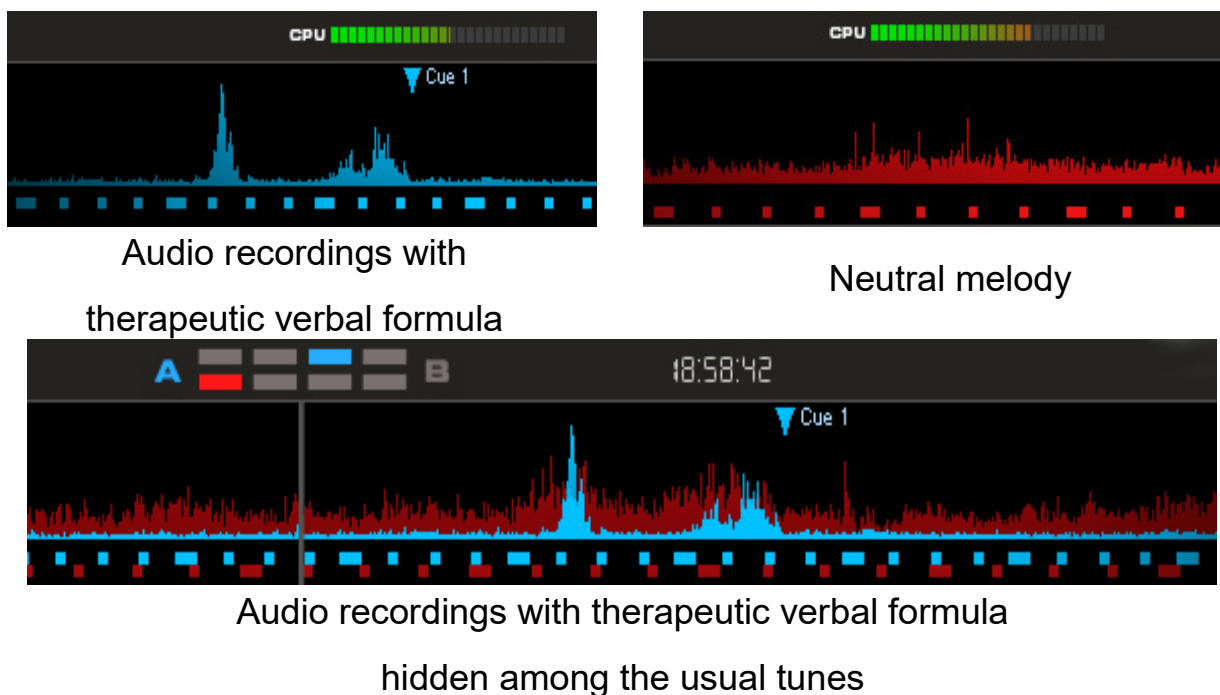 CPU
Cue 1
CPU
Audio recordings with
therapeutic verbal formula
Neutral melody
A B 18:58:42
Cue 1
Audio recordings with therapeutic verbal formula
hidden among the usual tunes